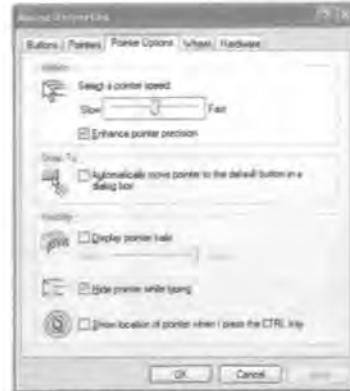 Mouse Properties
Buttons Pointers Pointer Options Wheel Hardware
Motion
Select a pointer speed:
Slow Fast
Enhance pointer precision
Snap To
Automatically move pointer to the default button in a
dialog box
Visibility
Display pointer trails
Hide pointer while typing
Show location of pointer when I press the CTRL key
OK Cancel